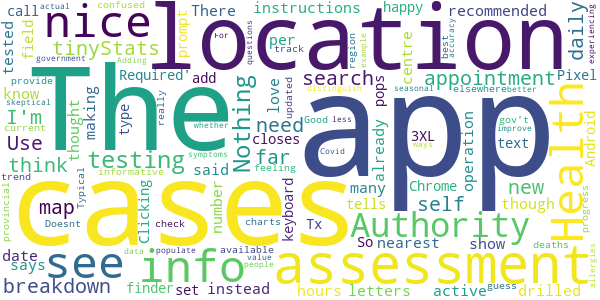 nice location
The app
cases
assessment
see info
Health
Authority
testing
Nothing
appointment
search
need
far
self
new
map
Use
think
breakdown
I'm
tinyStats
There
instructions
happy
recommended
daily
call
tested
field
prompt
per
centre
Pixel
Required'
add
pops
know
thought
making
type
love
closes
already
3XL
operation
text
Android
said
many
Chrome
clicking
number
keyboard
tells
though
date
says
Tx
So
nearest
show
finder
set
instead
hours
letters
active
guess
drilled
provincial
trend
current
Typical
Doesnt
informative
check
charts
available
populate
value
people
data
feeling
symptoms
whether
really
Adding
government
skeptical
provide
actual
confused
For
track
example
questions
region
best
accuracy
updated
Good
less
Covid
distinguish
elsewhere
better
seasonal
gov't
improve
ways
experiencing
deaths
progress
allergies